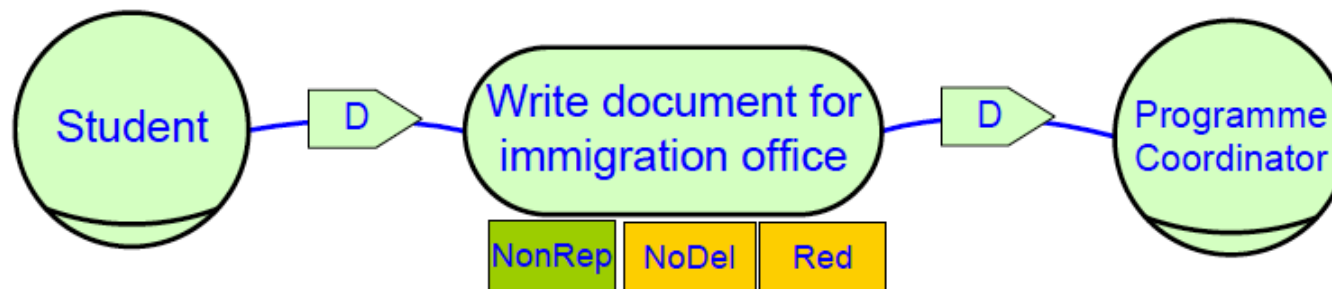 Student
D
Write document for
immigration office
D
Programme
Coordinator
NonRep
NoDel
Red